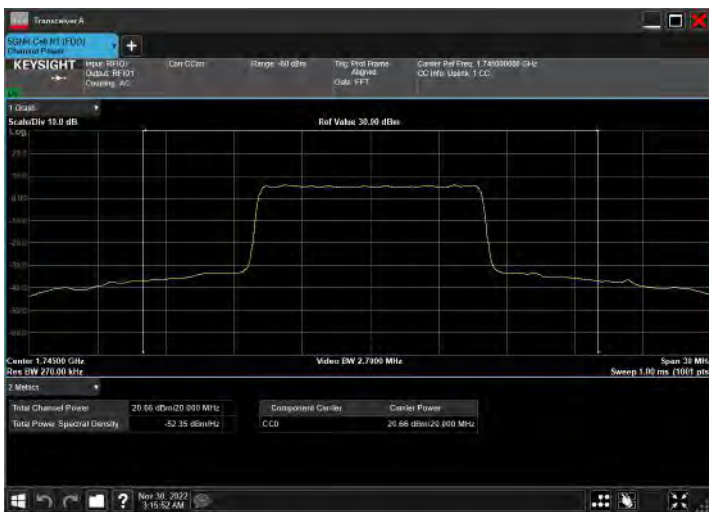 Transceiver A
5GNR-Cell N1 (FDD)
Channel Power
+
KEYSIGHT
Input: RFIO1
Output: RFIO1
Coupling: AC
Corr CCorr
Range: -60 dBm
Trig: Prot Frame
Aligned
Gate: FFT
Carrier Ref Freq: 1.745000000 GHz
CC Info: Uplink, 1 CC
1 Graph
Scale/Div 10.0 dB
Ref Value 30.00 dBm
Log
20.0
Center 1.74500 GHz
Video BW 2.7000 MHz
Span 30 MHz
Res BW 270.00 kHz
Sweep 1.00 ms (1001 pts
2 Metrics
Total Channel Power 20.66 dBm/20.000 MHz
Total Power Spectral Density -52.35 dBm/Hz
Component Carrier Carrier Power
CC0 20.66 dBm/20.000 MHz
?
Nov 30, 2022
3:15:52 AM